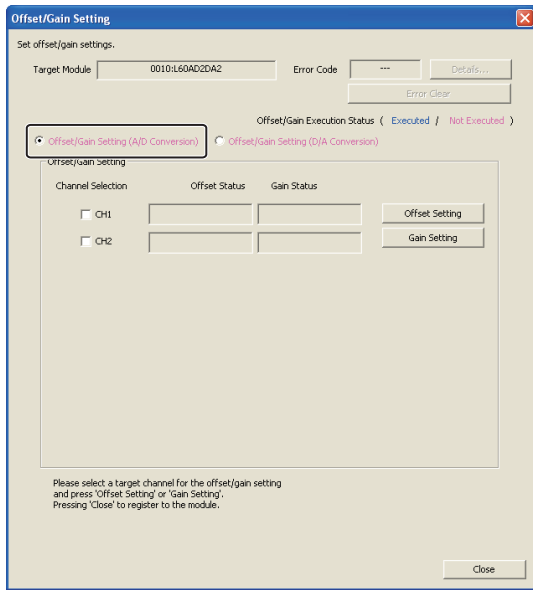 Offset/Gain Setting
Set offset/gain settings.
Target Module 0010:L60AD2DA2 Error Code --- Details...
Error Clear
Offset/Gain Execution Status ( Executed / Not Executed )
Offset/Gain Setting (A/D Conversion) Offset/Gain Setting (D/A Conversion)
Offset/Gain Setting
Channel Selection Offset Status Gain Status
CH1 Offset Setting
CH2 Gain Setting
Please select a target channel for the offset/gain setting
and press 'Offset Setting' or 'Gain Setting'.
Pressing 'Close' to register to the module.
Close